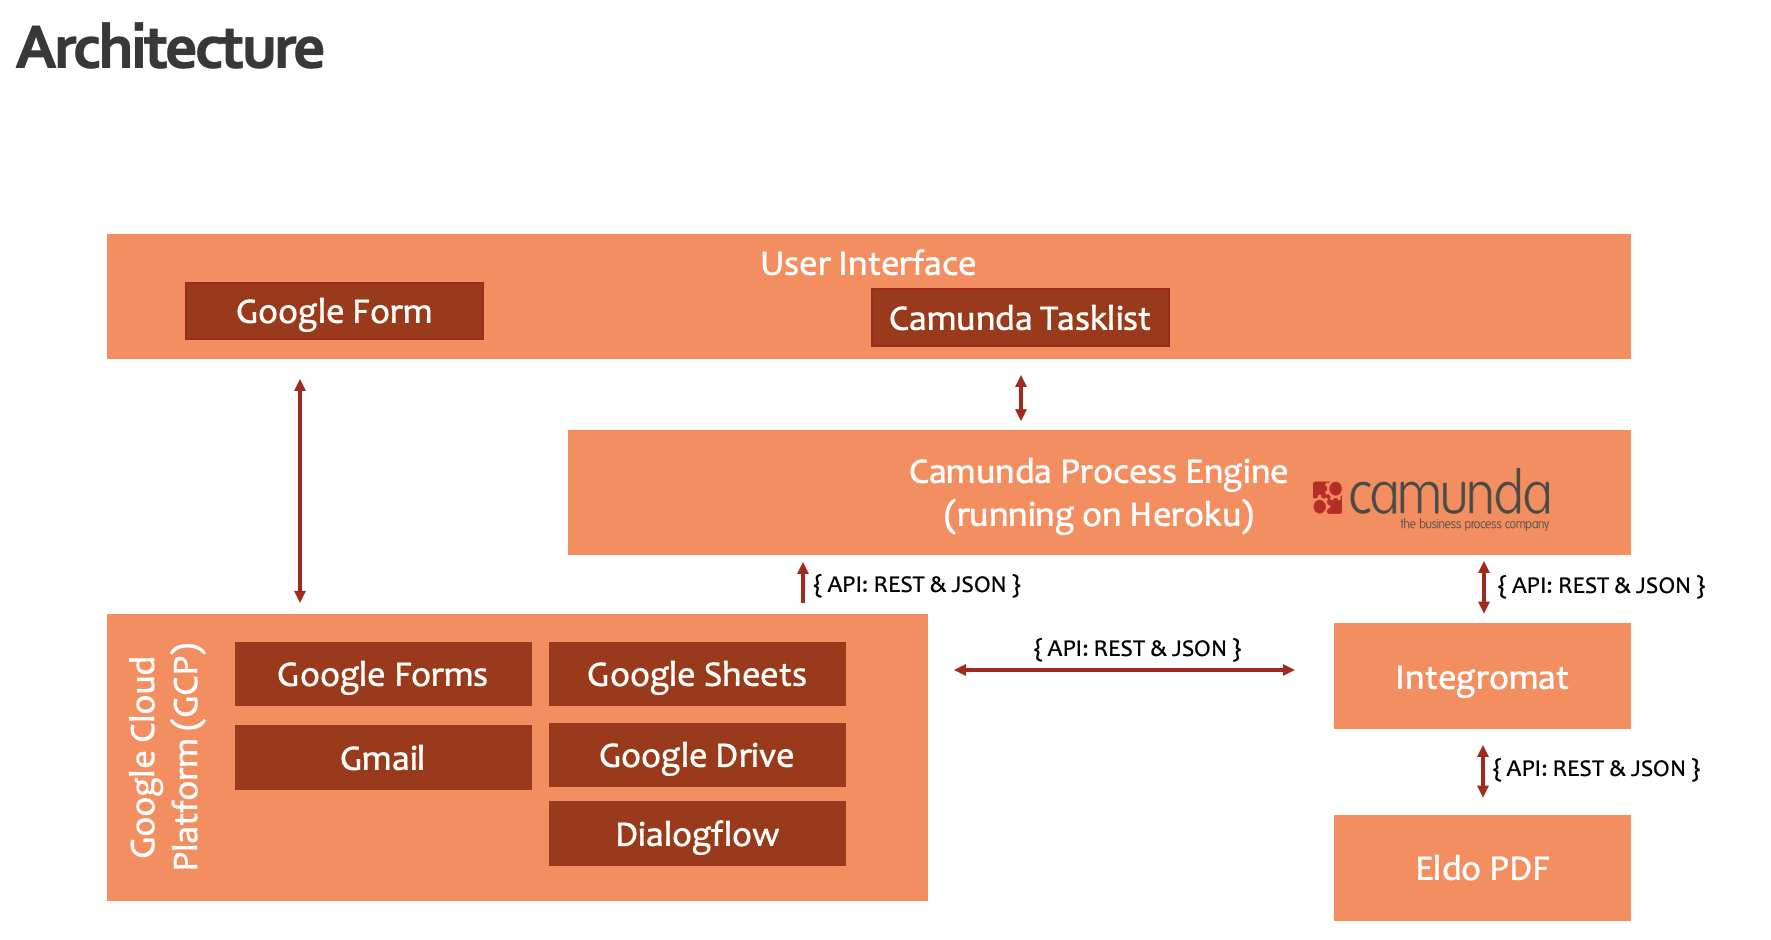 Architecture
User Interface
Google Form
Camunda Tasklist
Camunda Process Engine
(running on Heroku)
camunda
the business process company
{ API: REST & JSON }
{ API: REST & JSON }
Google Cloud
Platform (GCP)
Google Forms
Google Sheets
Gmail
Google Drive
Dialogflow
{ API: REST & JSON }
Integromat
{ API: REST & JSON }
Eldo PDF